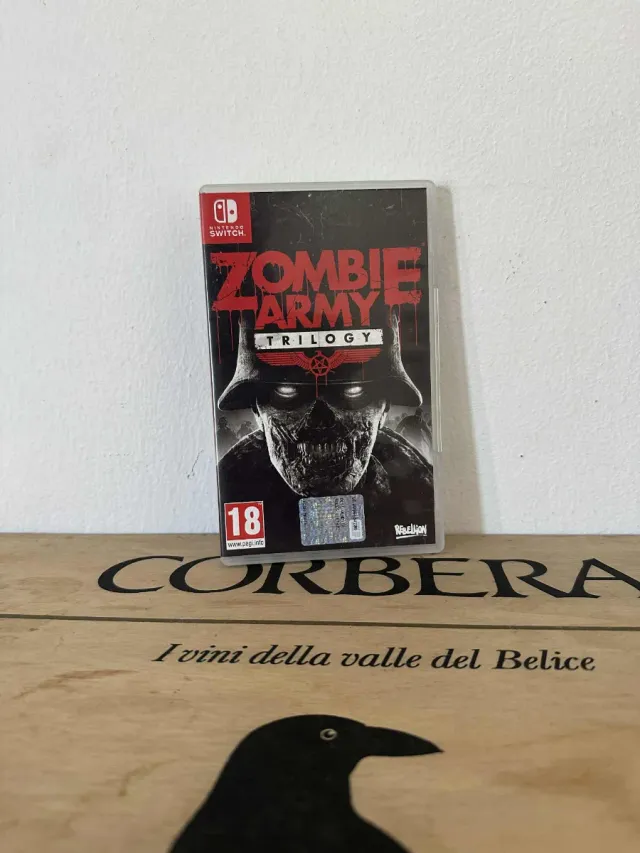 NINTENDO
SWITCH
ZOMBIE
ARMY
TRILOGY
18
www.pegi.info
REBELLION
CORBERA
I vini della valle del Belice